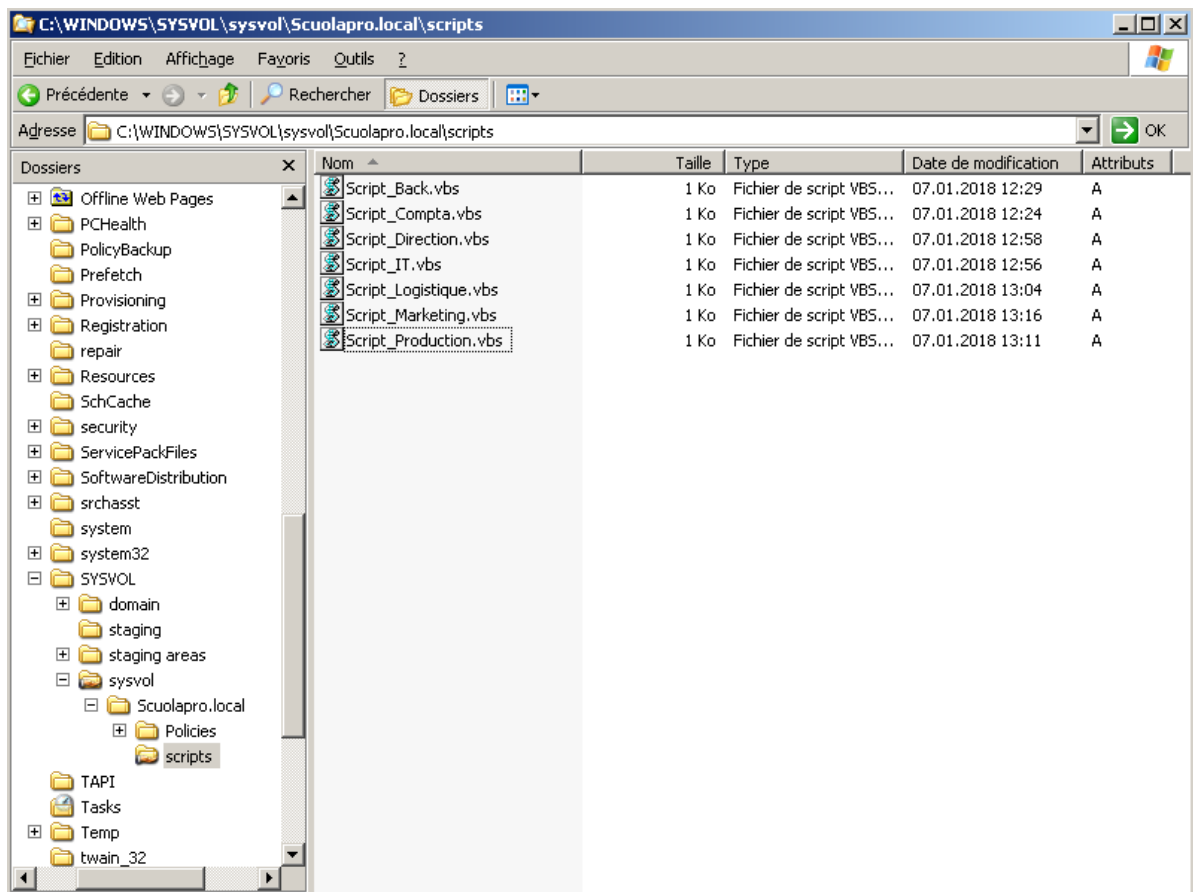 C:\WINDOWS\SYSVOL\sysvol\Scuolapro.local\scripts
Fichier Edition Affichage Favoris Outils ?
Précédente Rechercher Dossiers
Adresse C:\WINDOWS\SYSVOL\sysvol\Scuolapro.local\scripts OK
Dossiers
Offline Web Pages
PCHealth
PolicyBackup
Prefetch
Provisioning
Registration
repair
Resources
SchCache
security
ServicePackFiles
SoftwareDistribution
srchasst
system
system32
SYSVOL
domain
staging
staging areas
sysvol
Scuolapro.local
Policies
scripts
TAPI
Tasks
Temp
twain_32
Nom Taille Type Date de modification Attributs
Script_Back.vbs 1 Ko Fichier de script VBS... 07.01.2018 12:29 A
Script_Compta.vbs 1 Ko Fichier de script VBS... 07.01.2018 12:24 A
Script_Direction.vbs 1 Ko Fichier de script VBS... 07.01.2018 12:58 A
Script_IT.vbs 1 Ko Fichier de script VBS... 07.01.2018 12:56 A
Script_Logistique.vbs 1 Ko Fichier de script VBS... 07.01.2018 13:04 A
Script_Marketing.vbs 1 Ko Fichier de script VBS... 07.01.2018 13:16 A
Script_Production.vbs 1 Ko Fichier de script VBS... 07.01.2018 13:11 A